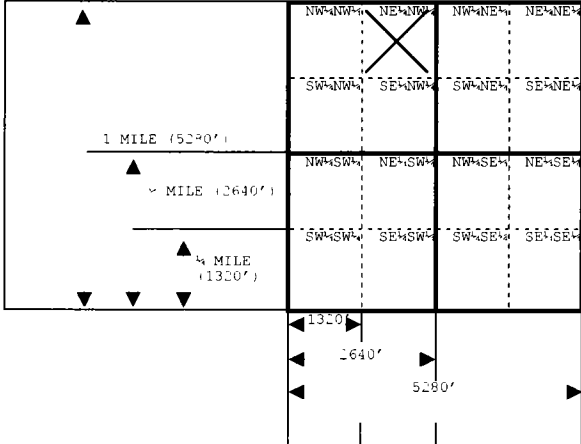 NW¼NW¼ NE¼NW¼ NW¼NE¼ NE¼NE¼
SW¼NW¼ SE¼NW¼ SW¼NE¼ SE¼NE¼
1 MILE (5280')
NW¼SW¼ NE¼SW¼ NW¼SE¼ NE¼SE¼
MILE (2640')
SW¼SW¼ SE¼SW¼ SW¼SE¼ SE¼SE¼
¼ MILE
(1320')
1320'
2640'
5280'